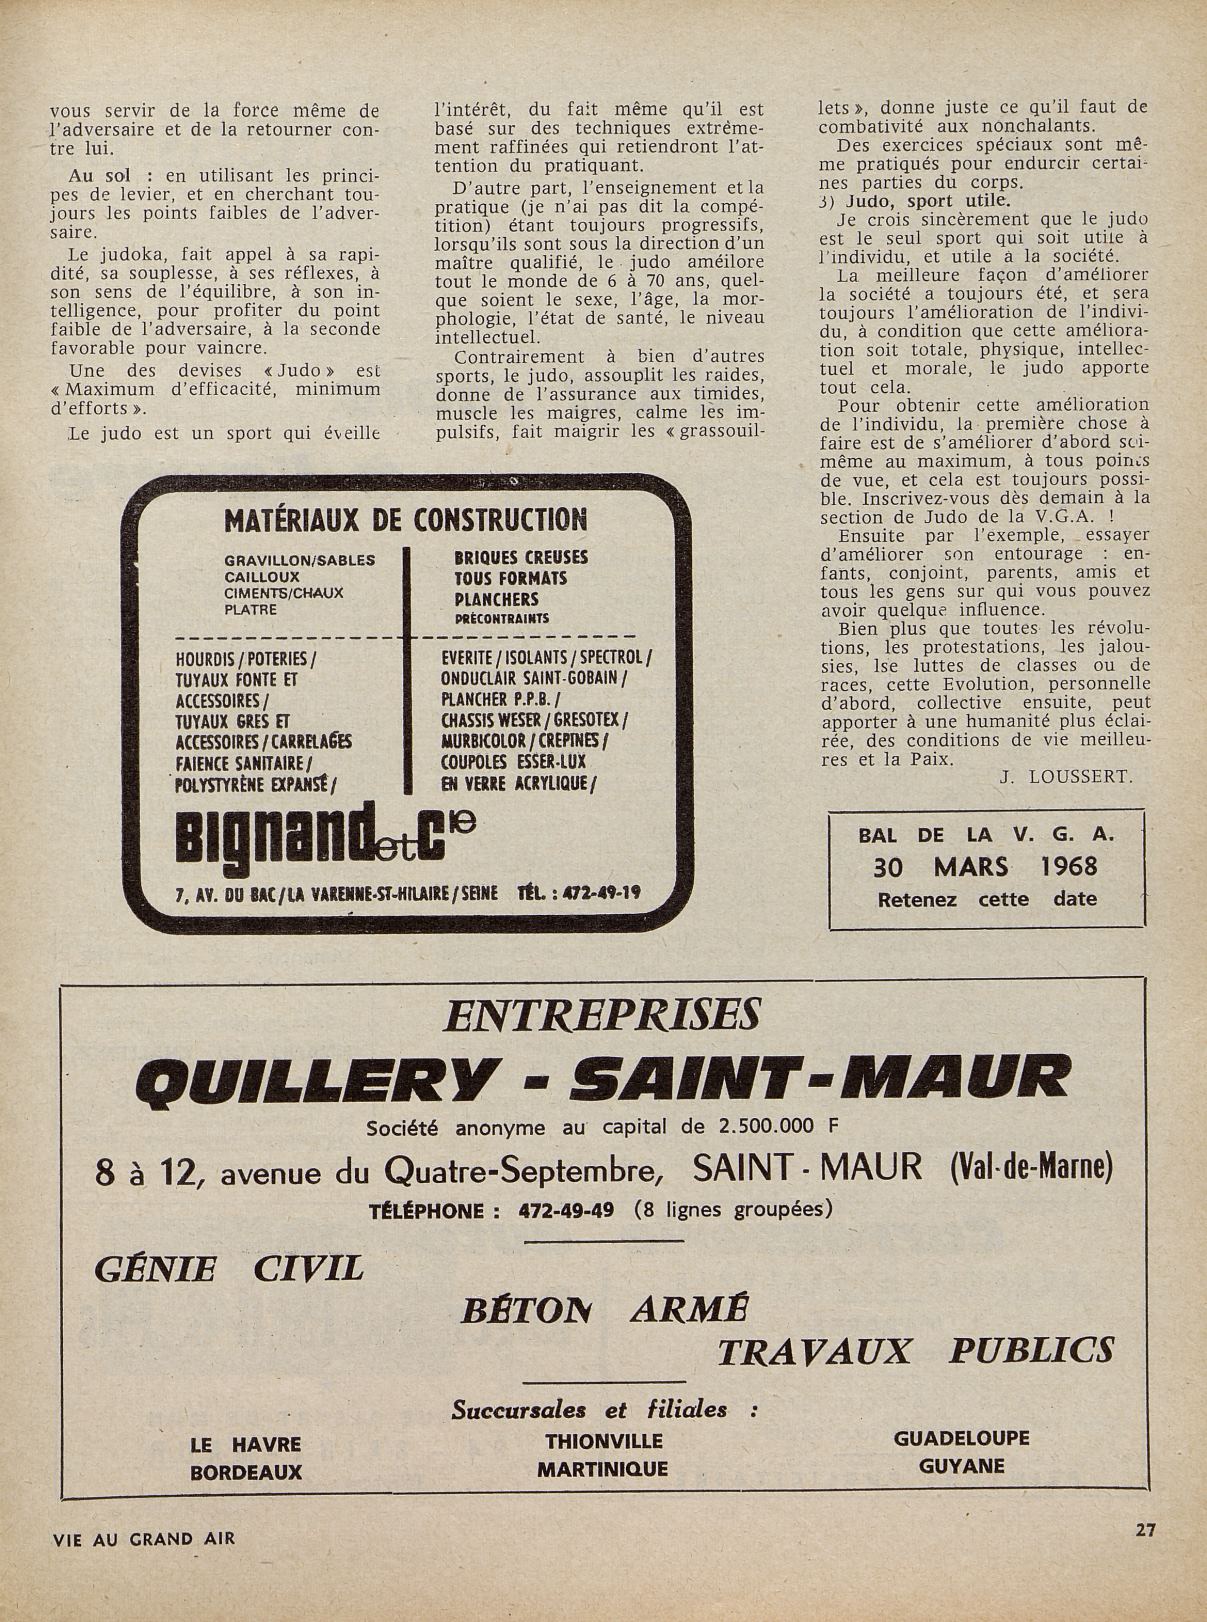 vous servir de la force même de
l'adversaire et de la retourner con-
tre lui.
Au sol : en utilisant les princi-
pes de levier, et en cherchant tou-
jours les points faibles de l'adver-
saire.
Le judoka, fait appel à sa rapi-
dité, sa souplesse, à ses réflexes, à
son sens de l'équilibre, à son in-
telligence, pour profiter du point
faible de l'adversaire, à la seconde
favorable pour vaincre.
Une des devises « Judo » est
« Maximum d'efficacité, minimum
d'efforts ».
Le judo est un sport qui éveille
l'intérêt, du fait même qu'il est
basé sur des techniques extrême-
ment raffinées qui retiendront l'at-
tention du pratiquant.
D'autre part, l'enseignement et la
pratique (je n'ai pas dit la compé-
tition) étant toujours progressifs,
lorsqu'ils sont sous la direction d'un
maître qualifié, le judo améilore
tout le monde de 6 à 70 ans, quel-
que soient le sexe, l'âge, la mor-
phologie, l'état de santé, le niveau
intellectuel.
Contrairement à bien d'autres
sports, le judo, assouplit les raides,
donne de l'assurance aux timides,
muscle les maigres, calme les im-
pulsifs, fait maigrir les « grassouil-
lets », donne juste ce qu'il faut de
combativité aux nonchalants.
Des exercices spéciaux sont mê-
me pratiqués pour endurcir certai-
nes parties du corps.
3) Judo, sport utile.
Je crois sincèrement que le judo
est le seul sport qui soit utile à
l'individu, et utile à la société.
La meilleure façon d'améliorer
la société a toujours été, et sera
toujours l'amélioration de l'indivi-
du, à condition que cette améliora-
tion soit totale, physique, intellec-
tuel et morale, le judo apporte
tout cela.
Pour obtenir cette amélioration
de l'individu, la première chose à
faire est de s'améliorer d'abord soi-
même au maximum, à tous points
de vue, et cela est toujours possi-
ble. Inscrivez-vous dès demain à la
section de Judo de la V.G.A. !
Ensuite par l'exemple, essayer
d'améliorer son entourage : en-
fants, conjoint, parents, amis et
tous les gens sur qui vous pouvez
avoir quelque influence.
Bien plus que toutes les révolu-
tions, les protestations, les jalou-
sies, lse luttes de classes ou de
races, cette Evolution, personnelle
d'abord, collective ensuite, peut
apporter à une humanité plus éclai-
rée, des conditions de vie meilleu-
res et la Paix.
J. LOUSSERT.
MATÉRIAUX DE CONSTRUCTION
GRAVILLON/SABLES
CAILLOUX
CIMENTS/CHAUX
PLATRE
BRIQUES CREUSES
TOUS FORMATS
PLANCHERS
PRÉCONTRAINTS
HOURDIS / POTERIES /
TUYAUX FONTE ET
ACCESSOIRES /
TUYAUX GRES ET
ACCESSOIRES / CARRELAGES
FAIENCE SANITAIRE /
POLYSTYRÈNE EXPANSÉ /
EVERITE / ISOLANTS / SPECTROL /
ONDUCLAIR SAINT-GOBAIN /
PLANCHER P.P.B. /
CHASSIS WESER / GRESOTEX /
MURBICOLOR / CREPINES /
COUPOLES ESSER-LUX
EN VERRE ACRYLIQUE /
Bignand et Cie
7, AV. DU BAC / LA VARENNE-ST-HILAIRE / SEINE TÉL. : 472-49-19
BAL DE LA V. G. A.
30 MARS 1968
Retenez cette date
ENTREPRISES
QUILLERY - SAINT-MAUR
Société anonyme au capital de 2.500.000 F
8 à 12, avenue du Quatre-Septembre, SAINT-MAUR (Val-de-Marne)
TÉLÉPHONE : 472-49-49 (8 lignes groupées)
GÉNIE CIVIL
BÉTON ARMÉ
TRAVAUX PUBLICS
Succursales et filiales :
LE HAVRE THIONVILLE GUADELOUPE
BORDEAUX MARTINIQUE GUYANE
VIE AU GRAND AIR 27